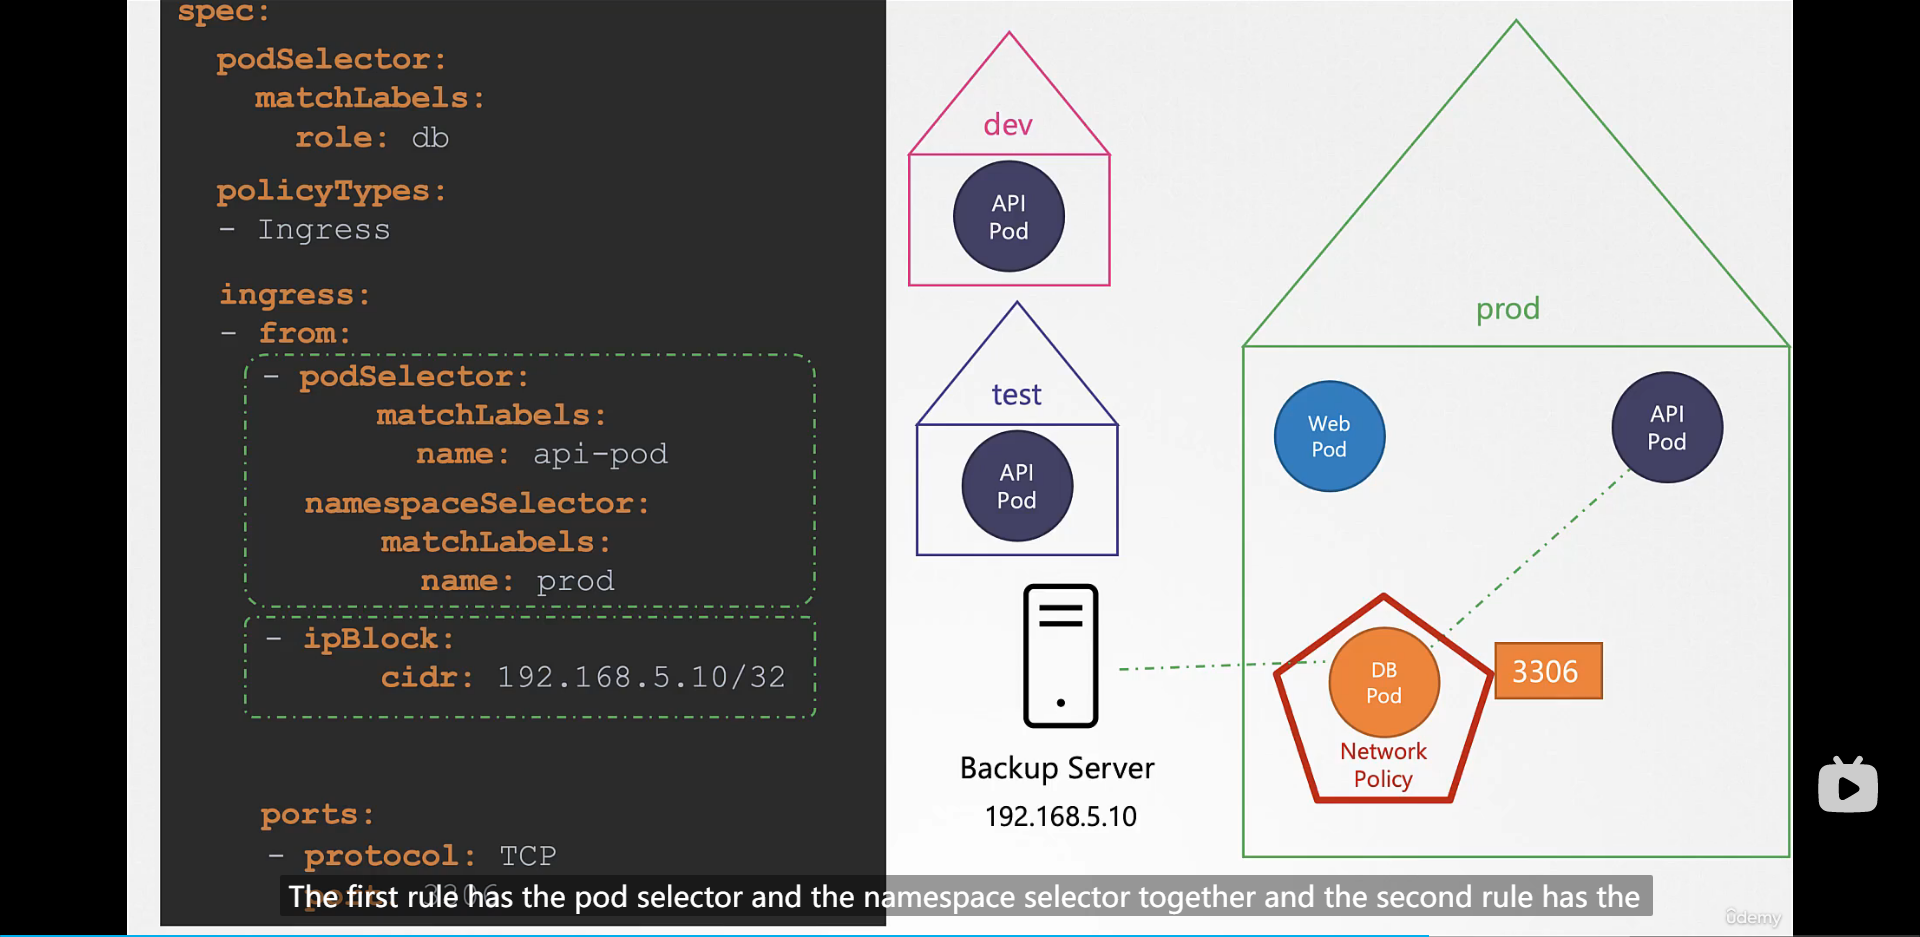 spec:
podSelector:
matchLabels:
role: db
policyTypes:
- Ingress
ingress:
- from:
- podSelector:
matchLabels:
name: api-pod
namespaceSelector:
matchLabels:
name: prod
- ipBlock:
cidr: 192.168.5.10/32
ports:
- protocol: TCP
port: 3306
dev
API
Pod
test
API
Pod
Backup Server
192.168.5.10
prod
Web
Pod
API
Pod
DB
Pod
Network
Policy
3306
The first rule has the pod selector and the namespace selector together and the second rule has the
ûdemy